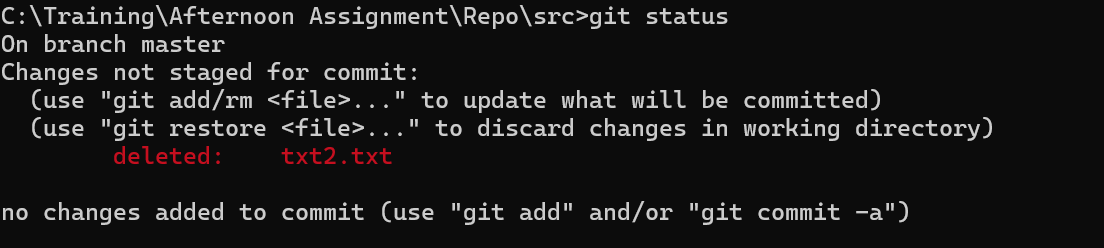 C:\Training\Afternoon Assignment\Repo\src>git status
On branch master
Changes not staged for commit:
  (use "git add/rm <file>..." to update what will be committed)
  (use "git restore <file>..." to discard changes in working directory)
        deleted:    txt2.txt

no changes added to commit (use "git add" and/or "git commit -a")